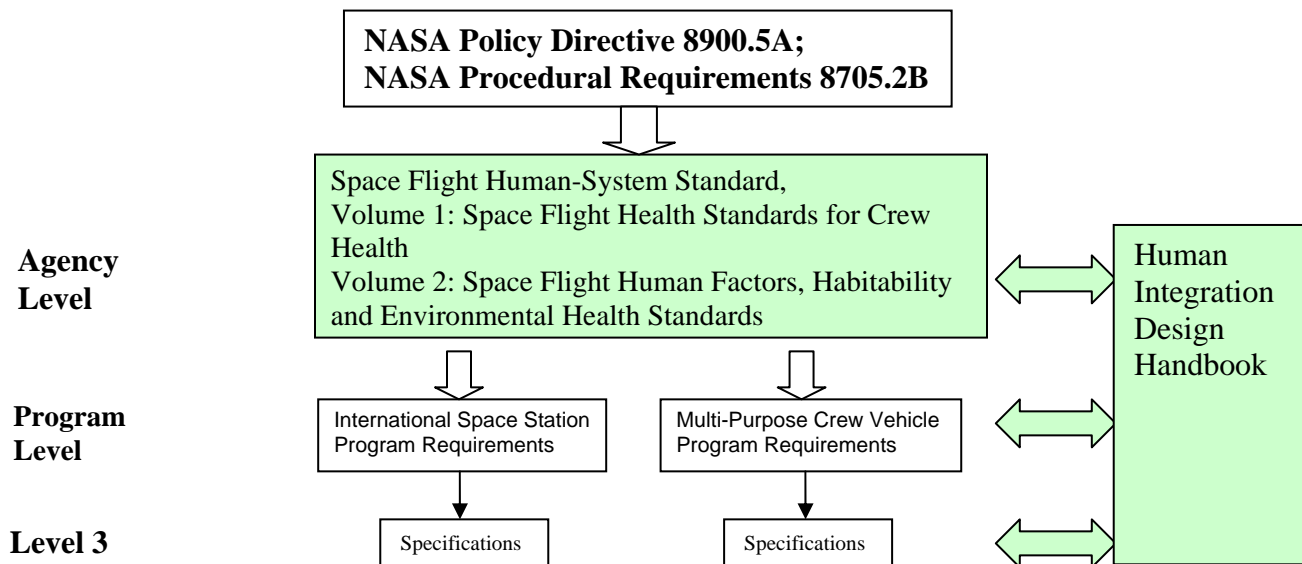 NASA Policy Directive 8900.5A;
NASA Procedural Requirements 8705.2B
Agency
Level
Space Flight Human-System Standard,
Volume 1: Space Flight Health Standards for Crew
Health
Volume 2: Space Flight Human Factors, Habitability
and Environmental Health Standards
Human
Integration
Design
Handbook
Program
Level
International Space Station
Program Requirements
Multi-Purpose Crew Vehicle
Program Requirements
Level 3
Specifications
Specifications